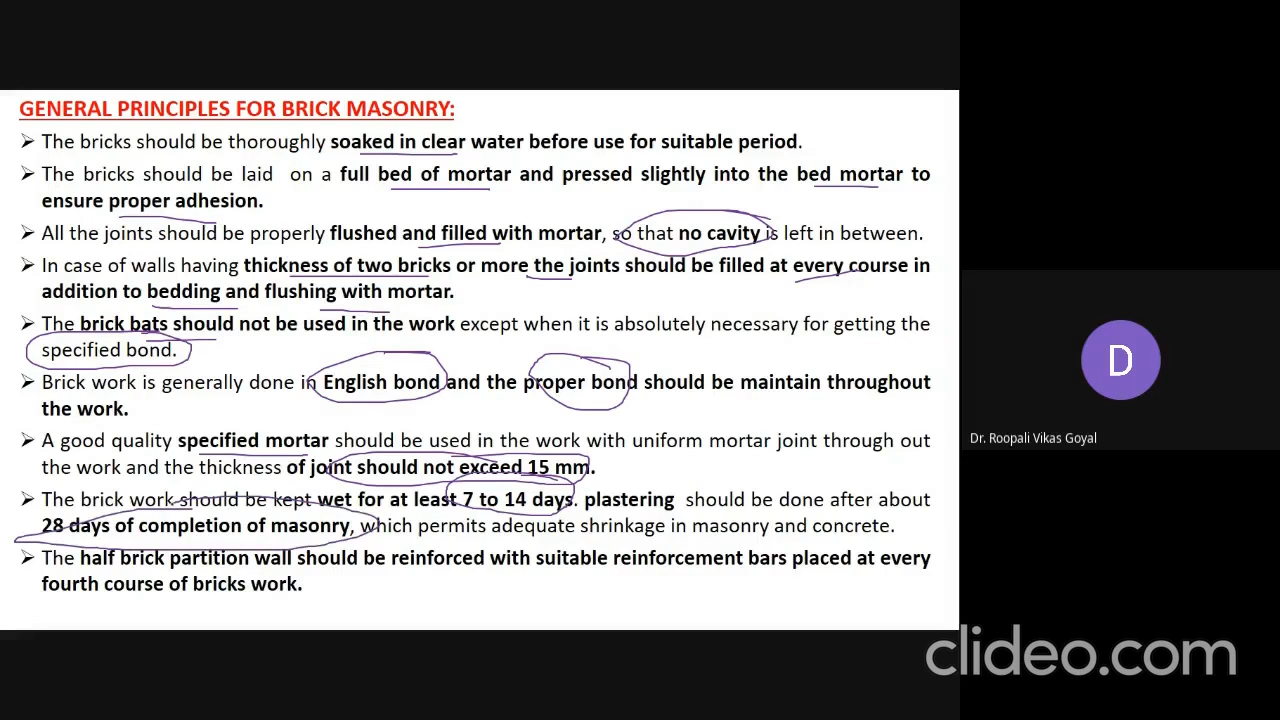 GENERAL PRINCIPLES FOR BRICK MASONRY:
➢ The bricks should be thoroughly soaked in clear water before use for suitable period.
➢ The bricks should be laid on a full bed of mortar and pressed slightly into the bed mortar to
ensure proper adhesion.
➢ All the joints should be properly flushed and filled with mortar, so that no cavity is left in between.
➢ In case of walls having thickness of two bricks or more the joints should be filled at every course in
addition to bedding and flushing with mortar.
➢ The brick bats should not be used in the work except when it is absolutely necessary for getting the
specified bond.
➢ Brick work is generally done in English bond and the proper bond should be maintain throughout
the work.
➢ A good quality specified mortar should be used in the work with uniform mortar joint through out
the work and the thickness of joint should not exceed 15 mm.
➢ The brick work should be kept wet for at least 7 to 14 days. plastering should be done after about
28 days of completion of masonry, which permits adequate shrinkage in masonry and concrete.
➢ The half brick partition wall should be reinforced with suitable reinforcement bars placed at every
fourth course of bricks work.
D
Dr. Roopali Vikas Goyal
clideo.com